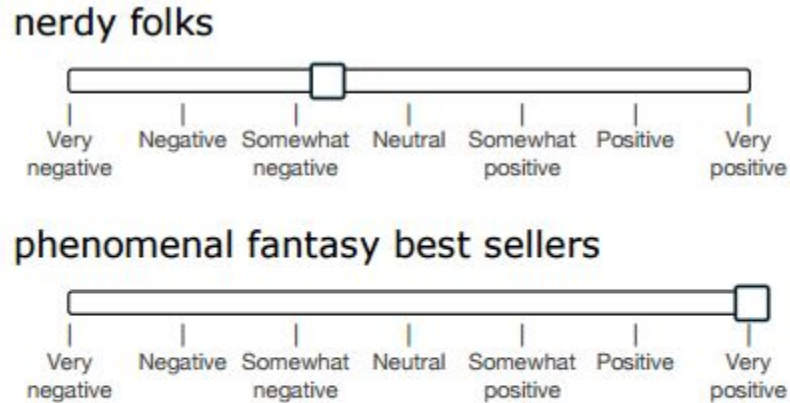 nerdy folks
Very Negative Somewhat Neutral Somewhat Positive Very
negative negative positive positive
phenomenal fantasy best sellers
Very Negative Somewhat Neutral Somewhat Positive Very
negative negative positive positive